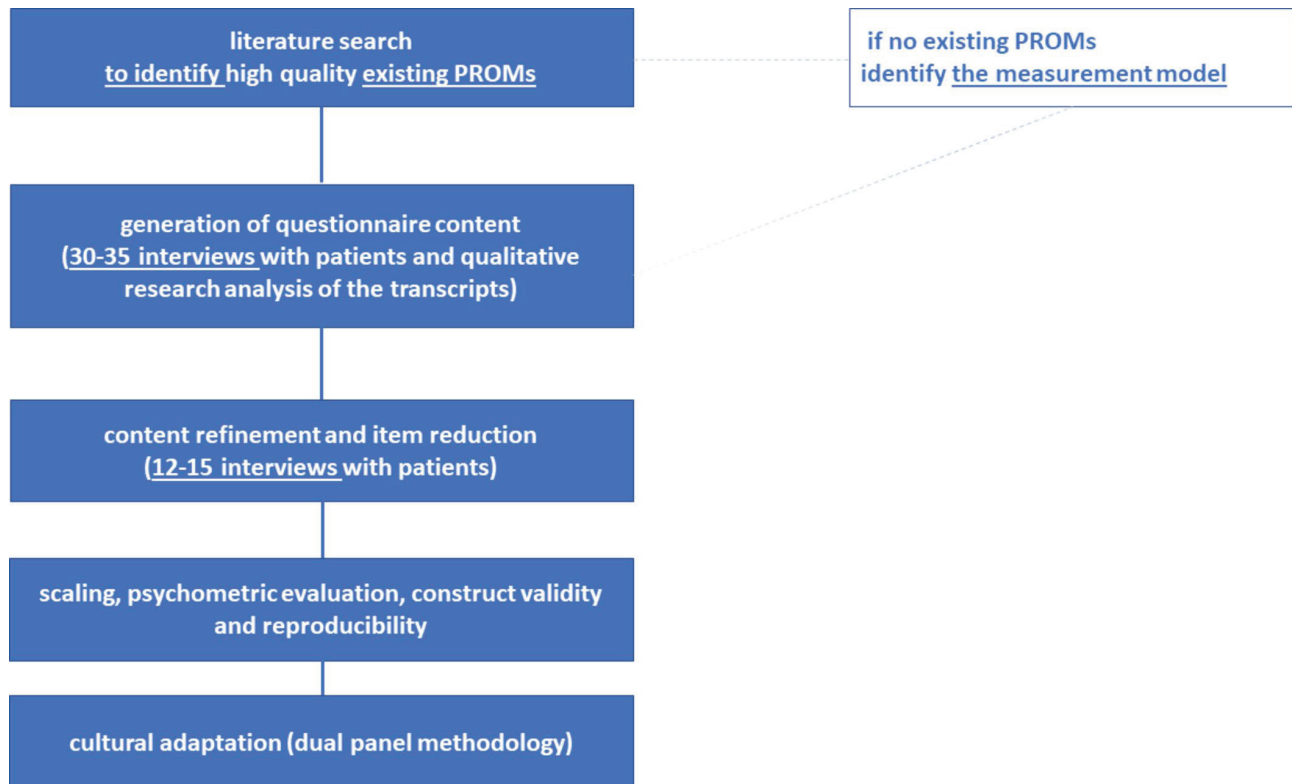 literature search
to identify high quality existing PROMs
if no existing PROMs
identify the measurement model
generation of questionnaire content
(30-35 interviews with patients and qualitative
research analysis of the transcripts)
content refinement and item reduction
(12-15 interviews with patients)
scaling, psychometric evaluation, construct validity
and reproducibility
cultural adaptation (dual panel methodology)